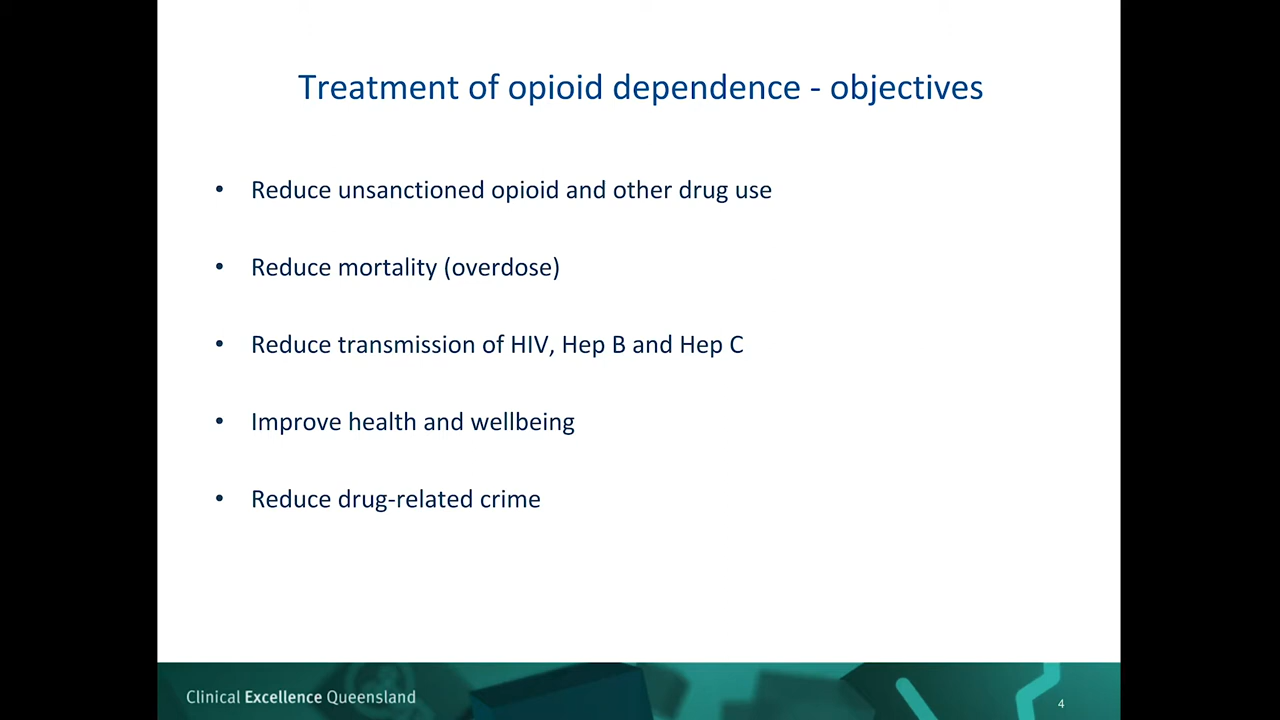 Treatment of opioid dependence - objectives
• Reduce unsanctioned opioid and other drug use
• Reduce mortality (overdose)
• Reduce transmission of HIV, Hep B and Hep C
• Improve health and wellbeing
• Reduce drug-related crime
Clinical Excellence Queensland
4